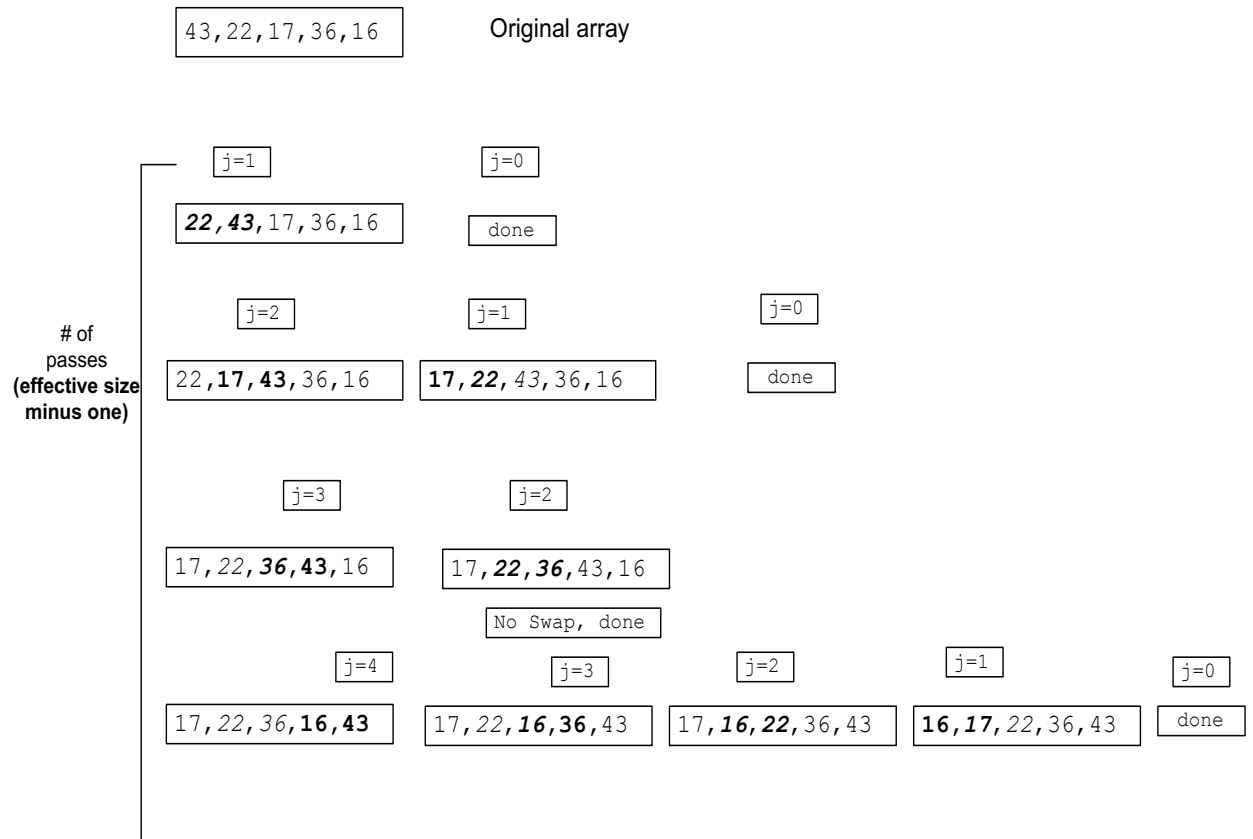 43,22,17,36,16
Original array
j=1
j=0
22,43,17,36,16
done
# of
passes
(effective size
minus one)
j=2
j=1
j=0
22,17,43,36,16
17,22,43,36,16
done
j=3
j=2
17,22,36,43,16
17,22,36,43,16
No Swap, done
j=4
j=3
j=2
j=1
j=0
17,22,36,16,43
17,22,16,36,43
17,16,22,36,43
16,17,22,36,43
done